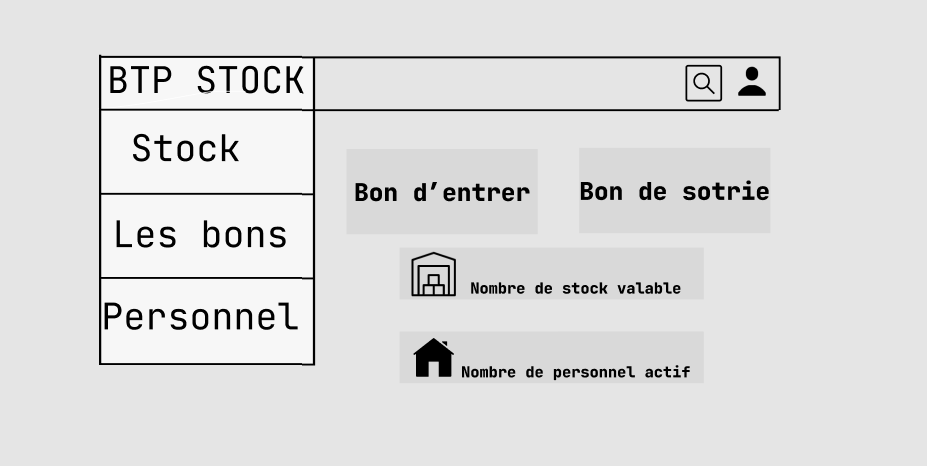 BTP STOCK
Stock
Les bons
Personnel
Bon d’entrer
Bon de sotrie
Nombre de stock valable
Nombre de personnel actif